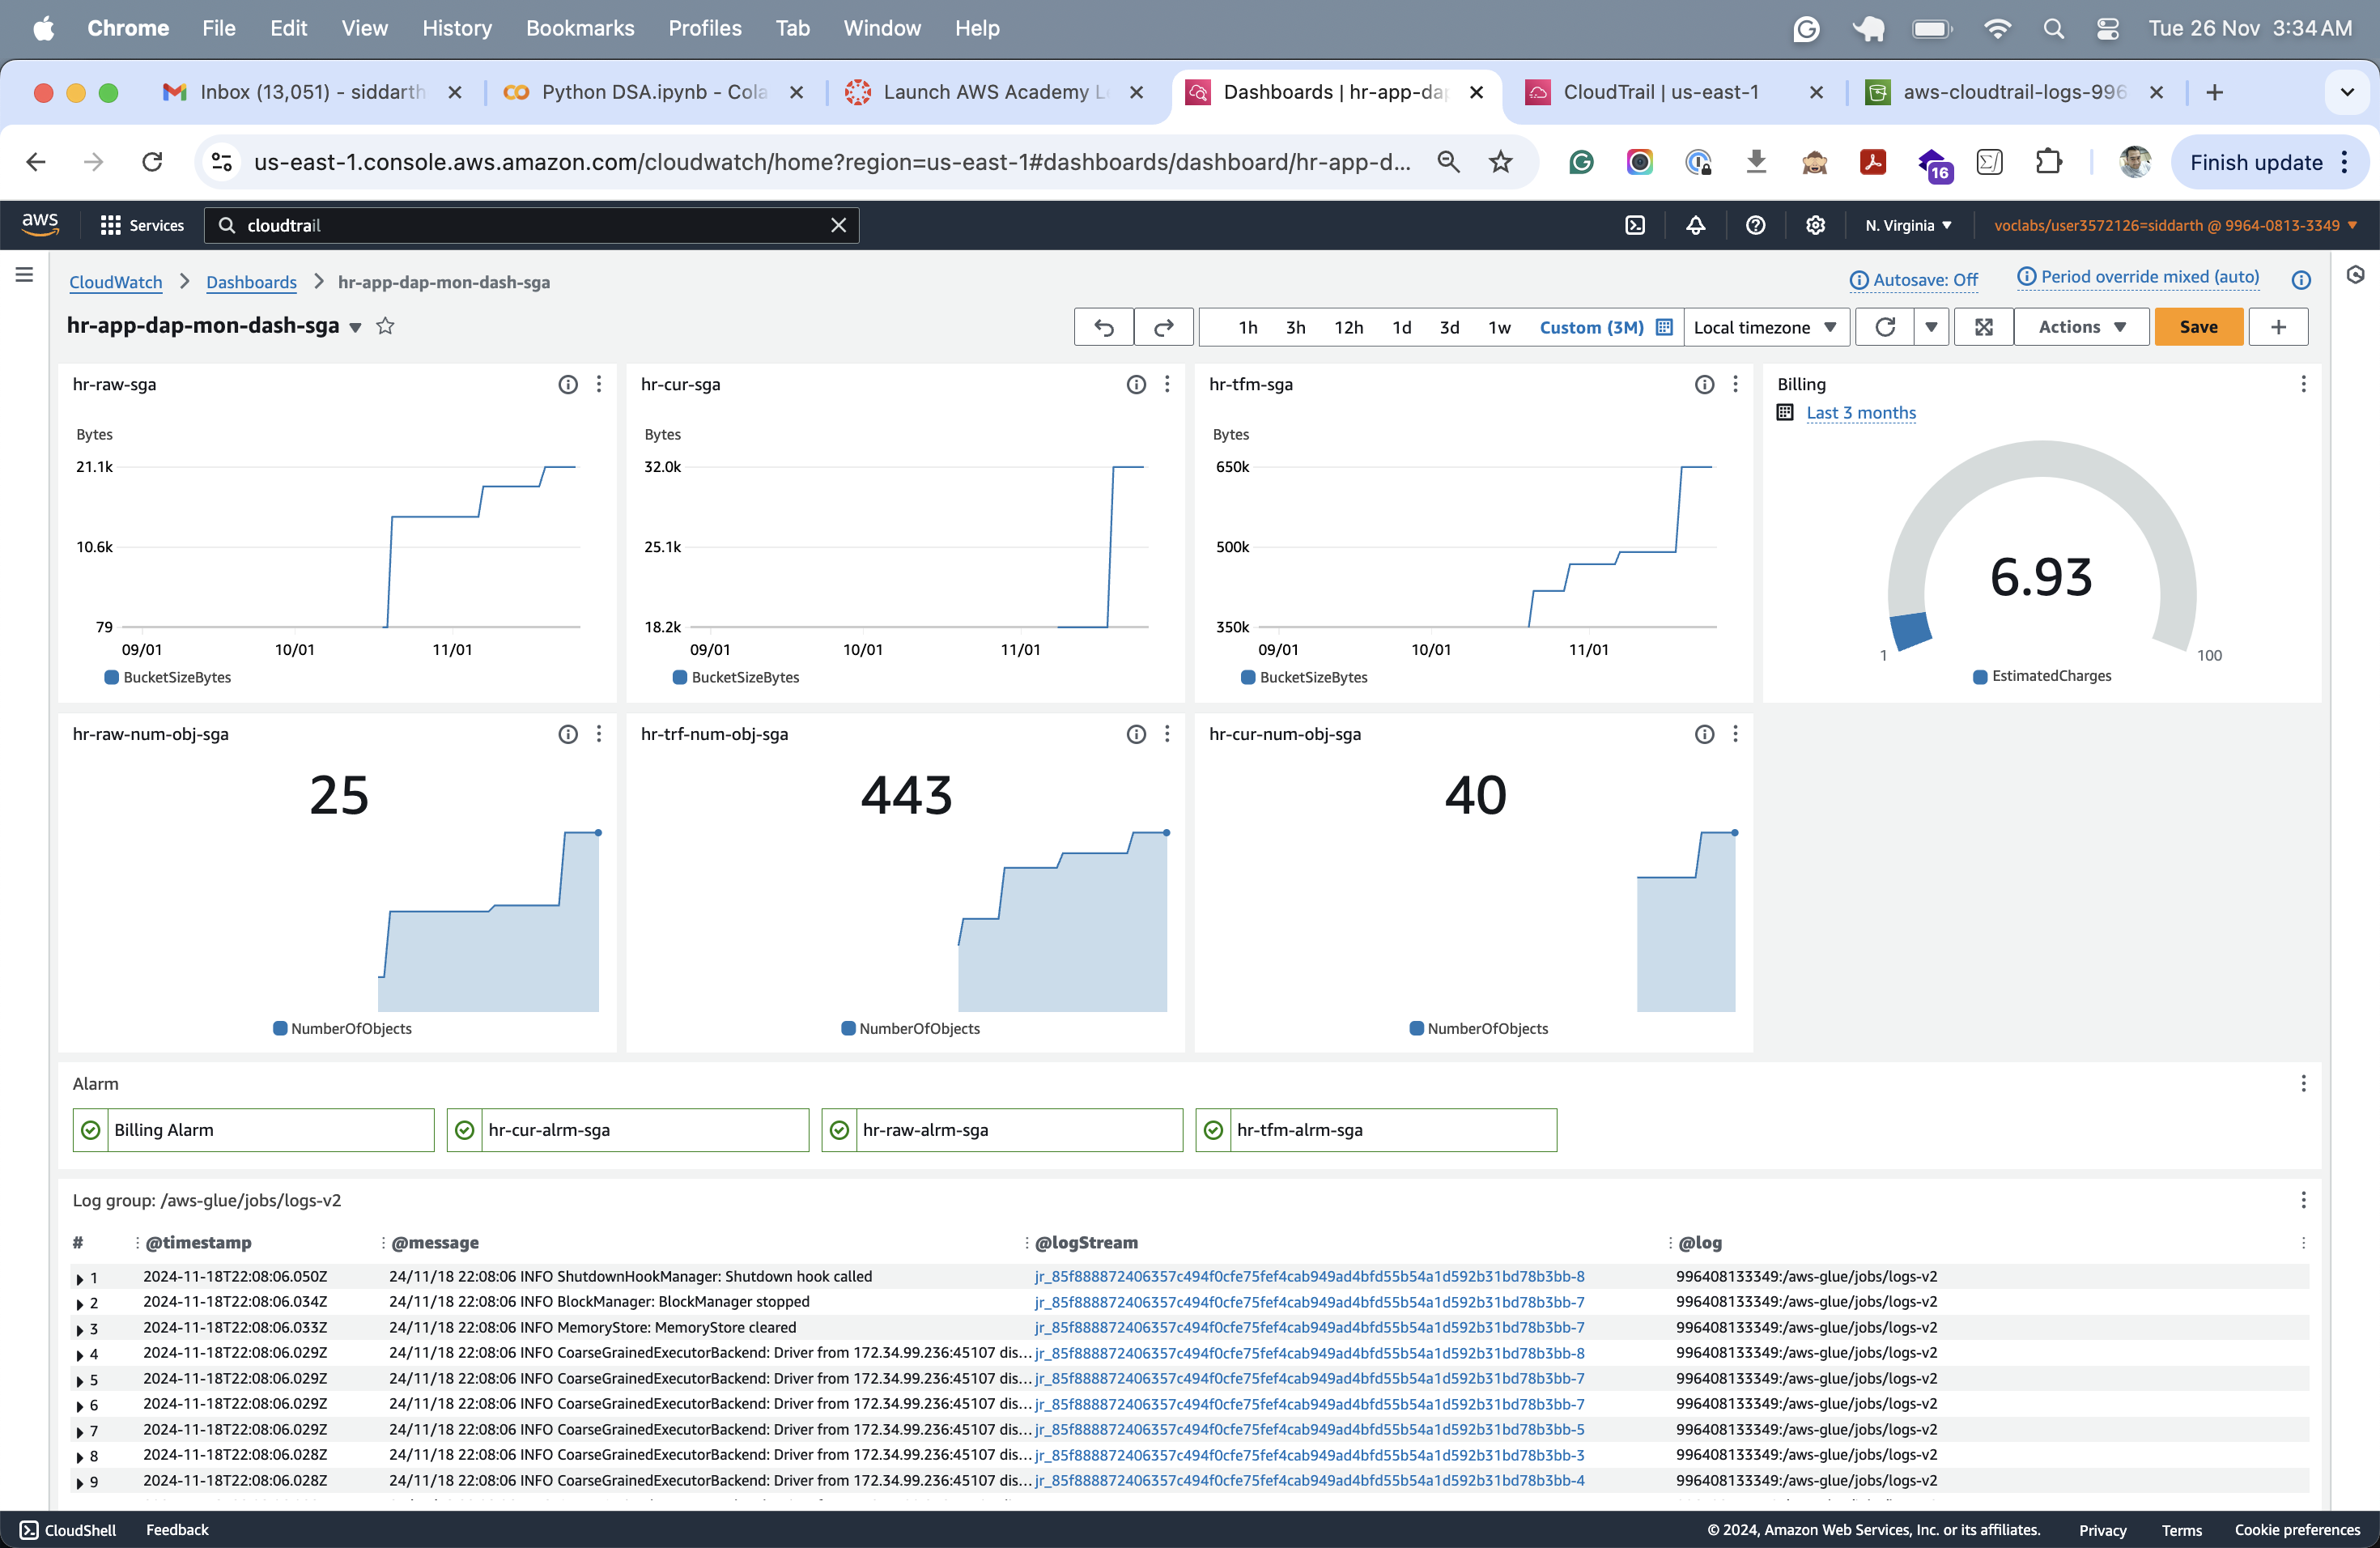 Chrome File Edit View History Bookmarks Profiles Tab Window Help Tue 26 Nov 3:34 AM
Inbox (13,051) - siddarth Python DSA.ipynb - Cola Launch AWS Academy L Dashboards | hr-app-dap CloudTrail | us-east-1 aws-cloudtrail-logs-996
us-east-1.console.aws.amazon.com/cloudwatch/home?region=us-east-1#dashboards/dashboard/hr-app-d... 16 Finish update
aws Services cloudtrail N. Virginia voclabs/user3572126=siddarth @ 9964-0813-3349
CloudWatch Dashboards hr-app-dap-mon-dash-sga Autosave: Off Period override mixed (auto)
hr-app-dap-mon-dash-sga 1h 3h 12h 1d 3d 1w Custom (3M) Local timezone Actions Save
hr-raw-sga
Bytes
21.1k
10.6k
79
09/01 10/01 11/01
BucketSizeBytes
hr-cur-sga
Bytes
32.0k
25.1k
18.2k
09/01 10/01 11/01
BucketSizeBytes
hr-tfm-sga
Bytes
650k
500k
350k
09/01 10/01 11/01
BucketSizeBytes
Billing
Last 3 months
6.93
1 100
EstimatedCharges
hr-raw-num-obj-sga
25
NumberOfObjects
hr-trf-num-obj-sga
443
NumberOfObjects
hr-cur-num-obj-sga
40
NumberOfObjects
Alarm
Billing Alarm hr-cur-alrm-sga hr-raw-alrm-sga hr-tfm-alrm-sga
Log group: /aws-glue/jobs/logs-v2
# @timestamp @message @logStream @log
1 2024-11-18T22:08:06.050Z 24/11/18 22:08:06 INFO ShutdownHookManager: Shutdown hook called jr_85f888872406357c494f0cfe75fef4cab949ad4bfd55b54a1d592b31bd78b3bb-8 996408133349:/aws-glue/jobs/logs-v2
2 2024-11-18T22:08:06.034Z 24/11/18 22:08:06 INFO BlockManager: BlockManager stopped jr_85f888872406357c494f0cfe75fef4cab949ad4bfd55b54a1d592b31bd78b3bb-7 996408133349:/aws-glue/jobs/logs-v2
3 2024-11-18T22:08:06.033Z 24/11/18 22:08:06 INFO MemoryStore: MemoryStore cleared jr_85f888872406357c494f0cfe75fef4cab949ad4bfd55b54a1d592b31bd78b3bb-7 996408133349:/aws-glue/jobs/logs-v2
4 2024-11-18T22:08:06.029Z 24/11/18 22:08:06 INFO CoarseGrainedExecutorBackend: Driver from 172.34.99.236:45107 dis... jr_85f888872406357c494f0cfe75fef4cab949ad4bfd55b54a1d592b31bd78b3bb-8 996408133349:/aws-glue/jobs/logs-v2
5 2024-11-18T22:08:06.029Z 24/11/18 22:08:06 INFO CoarseGrainedExecutorBackend: Driver from 172.34.99.236:45107 dis... jr_85f888872406357c494f0cfe75fef4cab949ad4bfd55b54a1d592b31bd78b3bb-7 996408133349:/aws-glue/jobs/logs-v2
6 2024-11-18T22:08:06.029Z 24/11/18 22:08:06 INFO CoarseGrainedExecutorBackend: Driver from 172.34.99.236:45107 dis... jr_85f888872406357c494f0cfe75fef4cab949ad4bfd55b54a1d592b31bd78b3bb-7 996408133349:/aws-glue/jobs/logs-v2
7 2024-11-18T22:08:06.029Z 24/11/18 22:08:06 INFO CoarseGrainedExecutorBackend: Driver from 172.34.99.236:45107 dis... jr_85f888872406357c494f0cfe75fef4cab949ad4bfd55b54a1d592b31bd78b3bb-5 996408133349:/aws-glue/jobs/logs-v2
8 2024-11-18T22:08:06.028Z 24/11/18 22:08:06 INFO CoarseGrainedExecutorBackend: Driver from 172.34.99.236:45107 dis... jr_85f888872406357c494f0cfe75fef4cab949ad4bfd55b54a1d592b31bd78b3bb-3 996408133349:/aws-glue/jobs/logs-v2
9 2024-11-18T22:08:06.028Z 24/11/18 22:08:06 INFO CoarseGrainedExecutorBackend: Driver from 172.34.99.236:45107 dis... jr_85f888872406357c494f0cfe75fef4cab949ad4bfd55b54a1d592b31bd78b3bb-4 996408133349:/aws-glue/jobs/logs-v2
CloudShell Feedback © 2024, Amazon Web Services, Inc. or its affiliates. Privacy Terms Cookie preferences